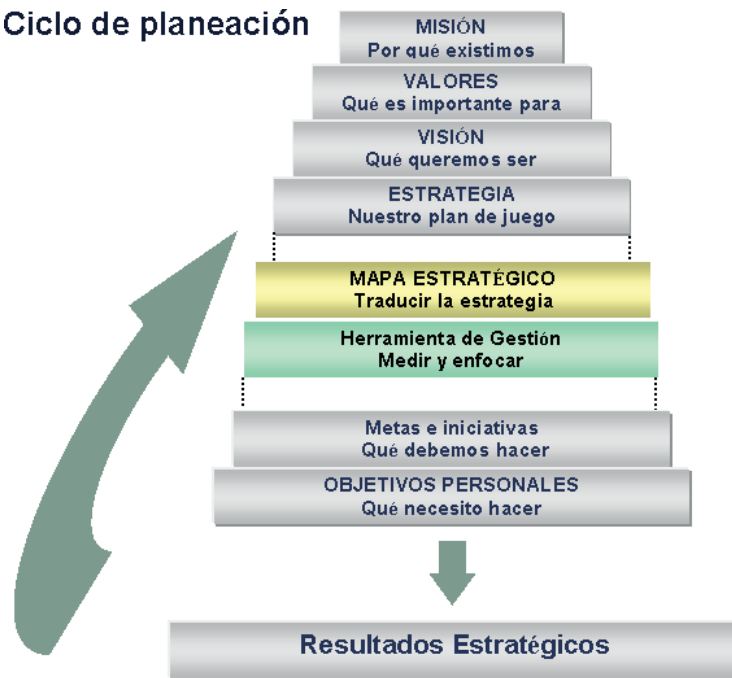 Ciclo de planeación
MISIÓN
Por qué existimos
VALORES
Qué es importante para
VISIÓN
Qué queremos ser
ESTRATEGIA
Nuestro plan de juego
MAPA ESTRATÉGICO
Traducir la estrategia
Herramienta de Gestión
Medir y enfocar
Metas e iniciativas
Qué debemos hacer
OBJETIVOS PERSONALES
Qué necesito hacer
Resultados Estratégicos